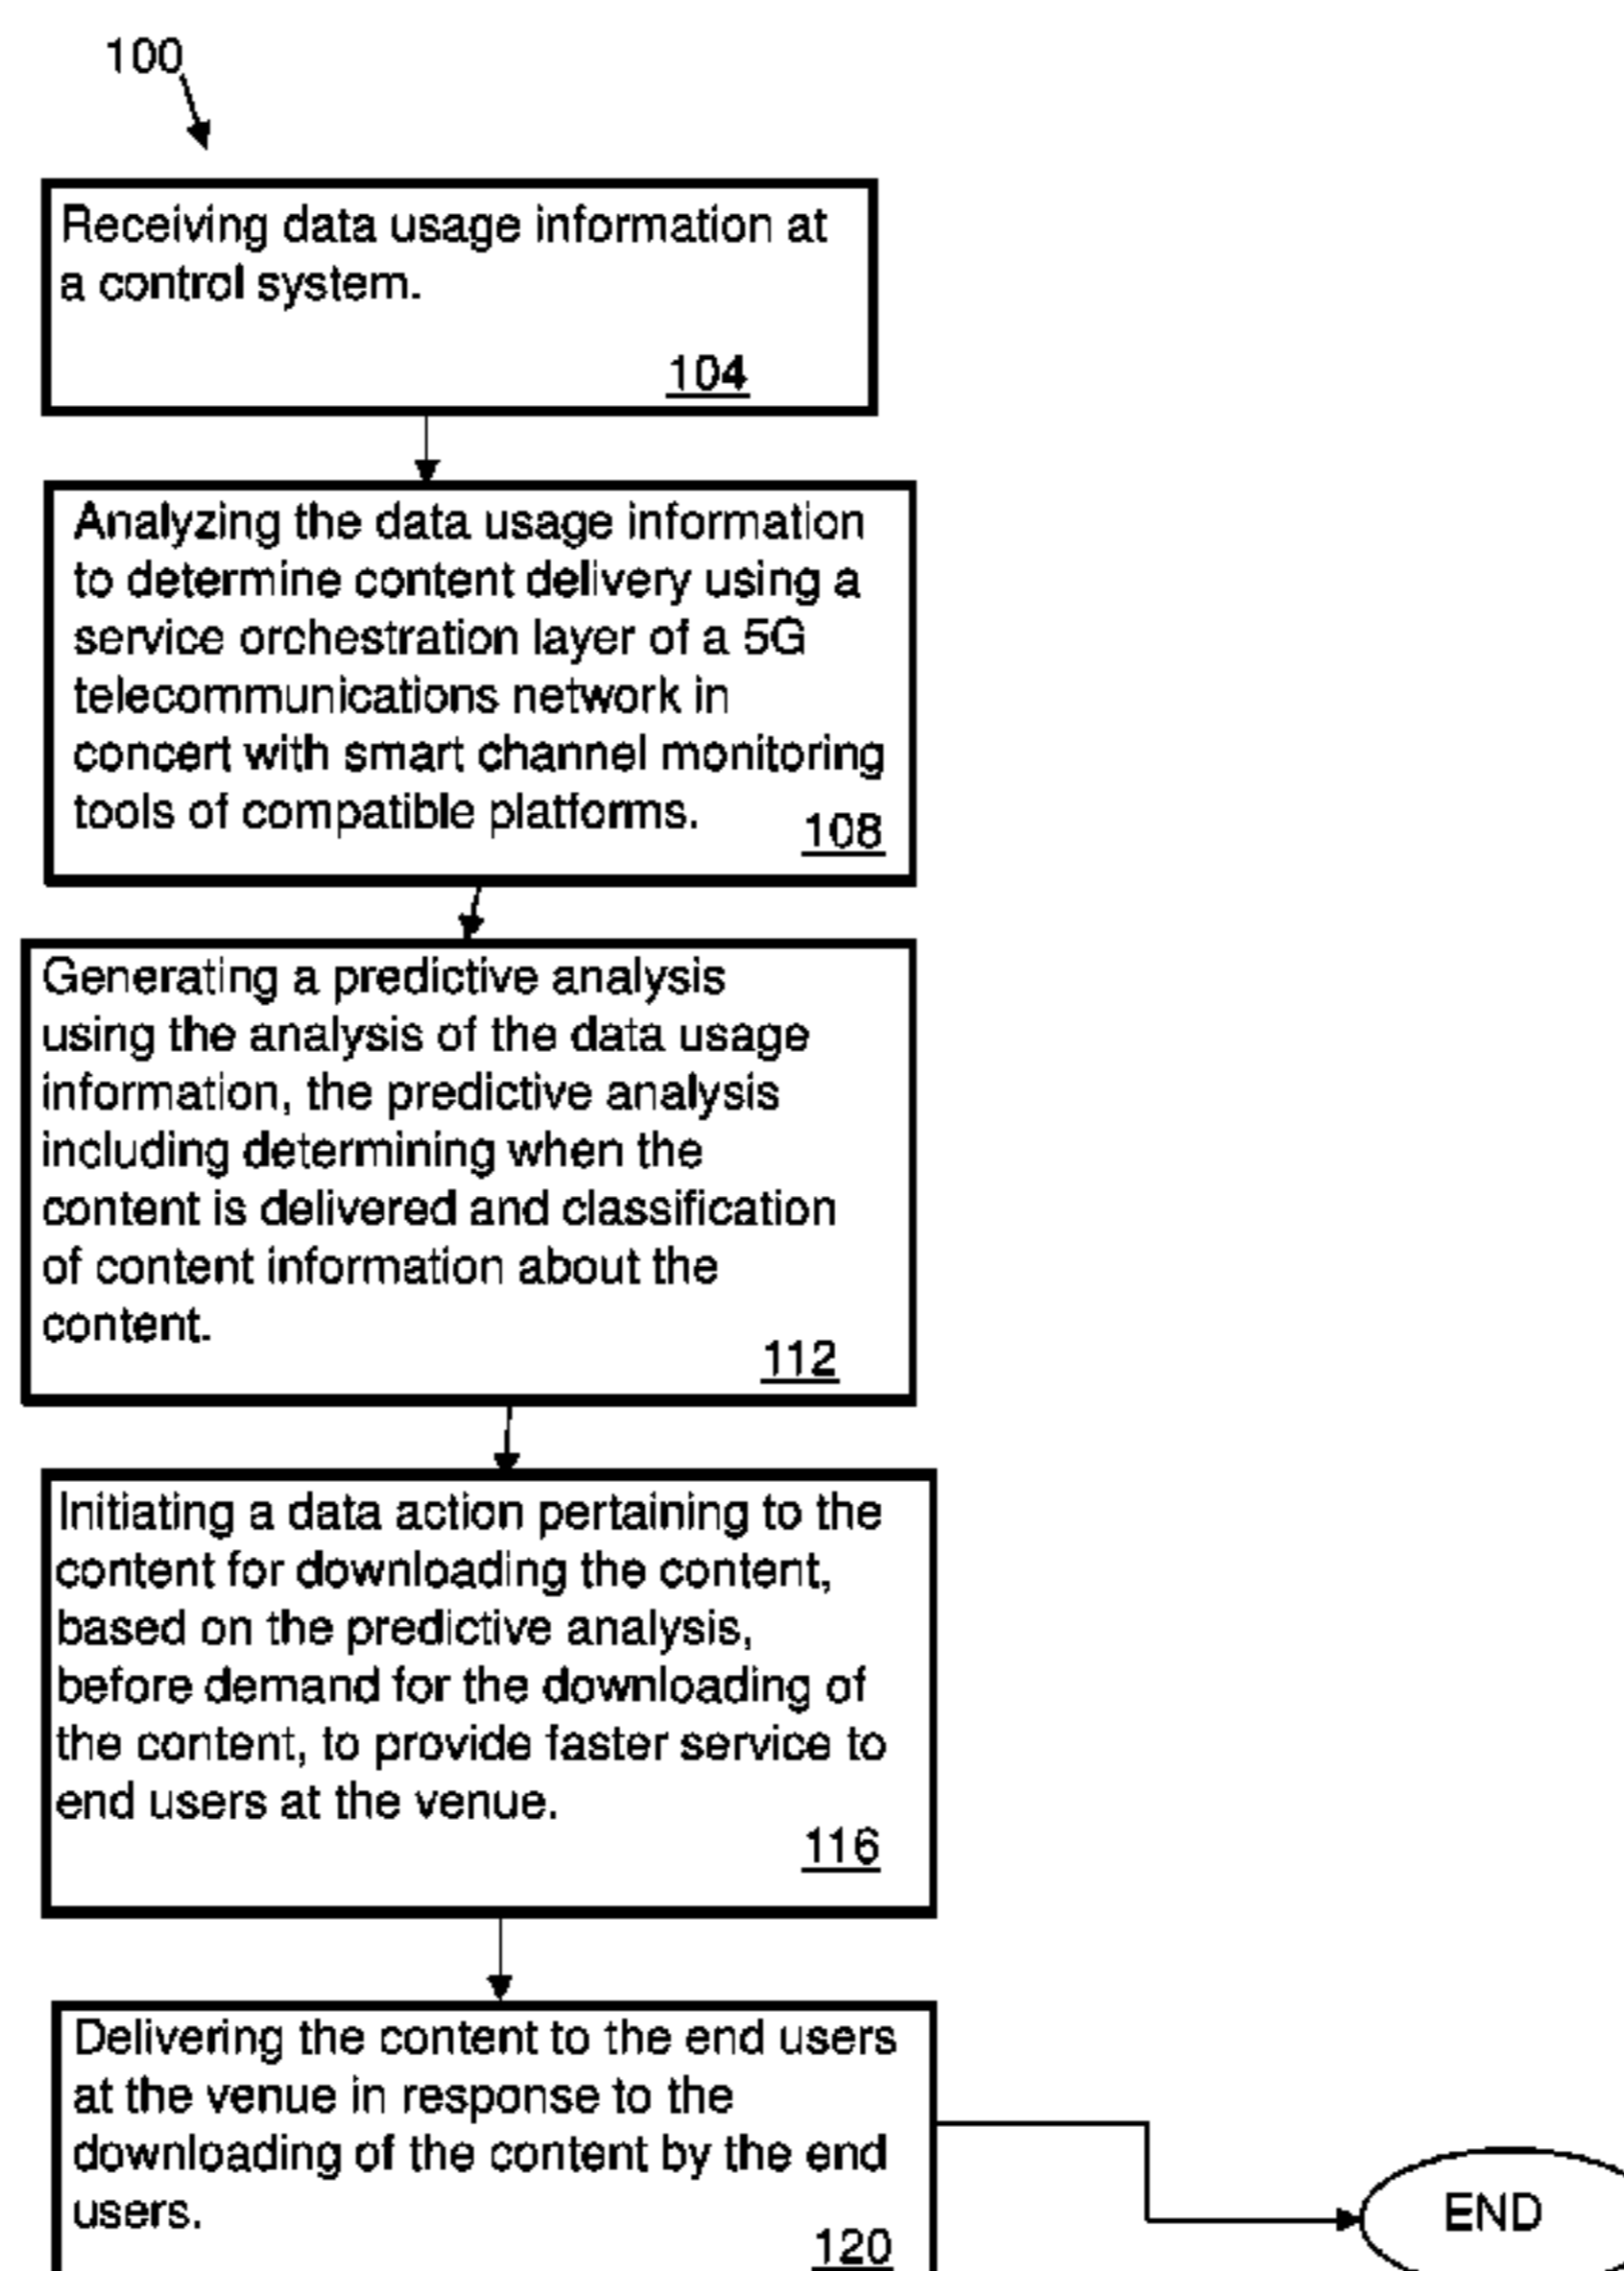 100
Receiving data usage information at
a control system.
104
Analyzing the data usage information
to determine content delivery using a
service orchestration layer of a 5G
telecommunications network in
concert with smart channel monitoring
tools of compatible platforms.
108
Generating a predictive analysis
using the analysis of the data usage
information, the predictive analysis
including determining when the
content is delivered and classification
of content information about the
content.
112
Initiating a data action pertaining to the
content for downloading the content,
based on the predictive analysis,
before demand for the downloading of
the content, to provide faster service to
end users at the venue.
116
Delivering the content to the end users
at the venue in response to the
downloading of the content by the end
users.
120
END